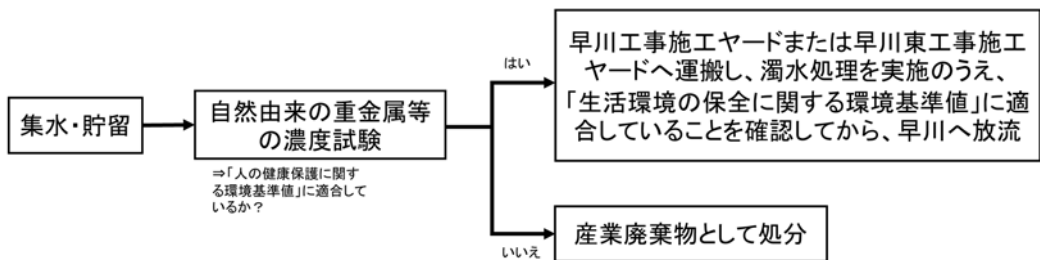 集水・貯留
自然由来の重金属等
の濃度試験
⇒「人の健康保護に関す
る環境基準値」に適合して
いるか?
はい
早川工事施工ヤードまたは早川東工事施工
ヤードへ運搬し、濁水処理を実施のうえ、
「生活環境の保全に関する環境基準値」に適
合していることを確認してから、早川へ放流
いいえ
産業廃棄物として処分